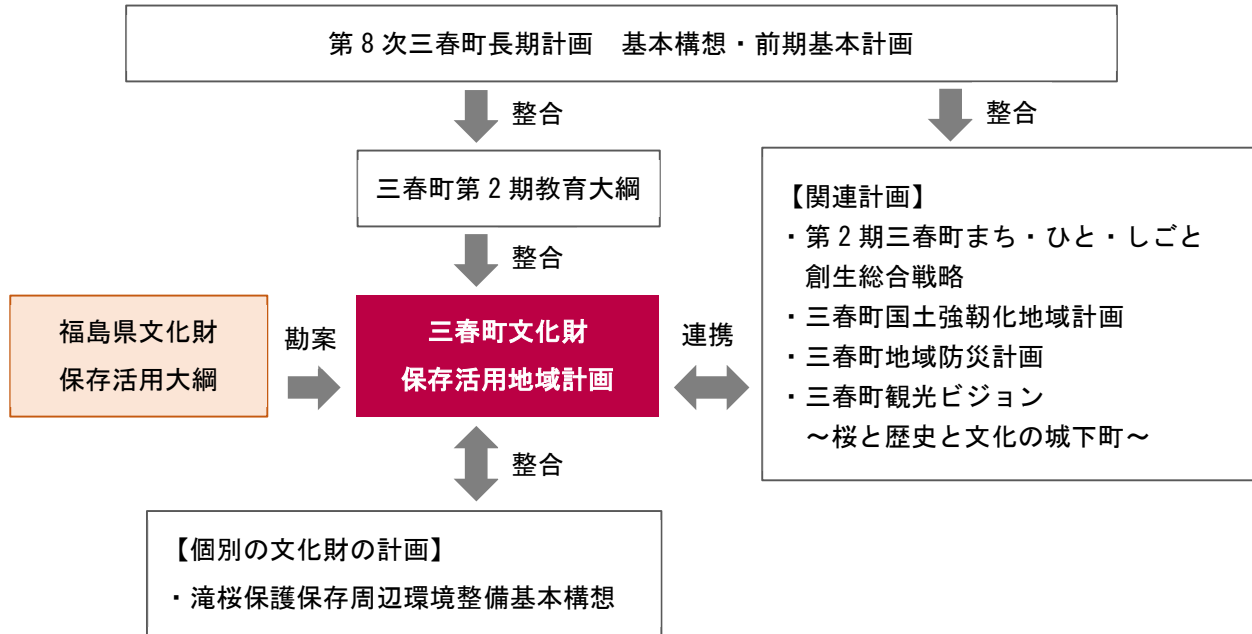 第8次三春町長期計画　基本構想・前期基本計画
整合
整合
三春町第2期教育大綱
整合
福島県文化財
保存活用大綱
勘案
三春町文化財
保存活用地域計画
連携
【関連計画】
・第2期三春町まち・ひと・しごと
創生総合戦略
・三春町国土強靭化地域計画
・三春町地域防災計画
・三春町観光ビジョン
～桜と歴史と文化の城下町～
整合
【個別の文化財の計画】
・滝桜保護保存周辺環境整備基本構想